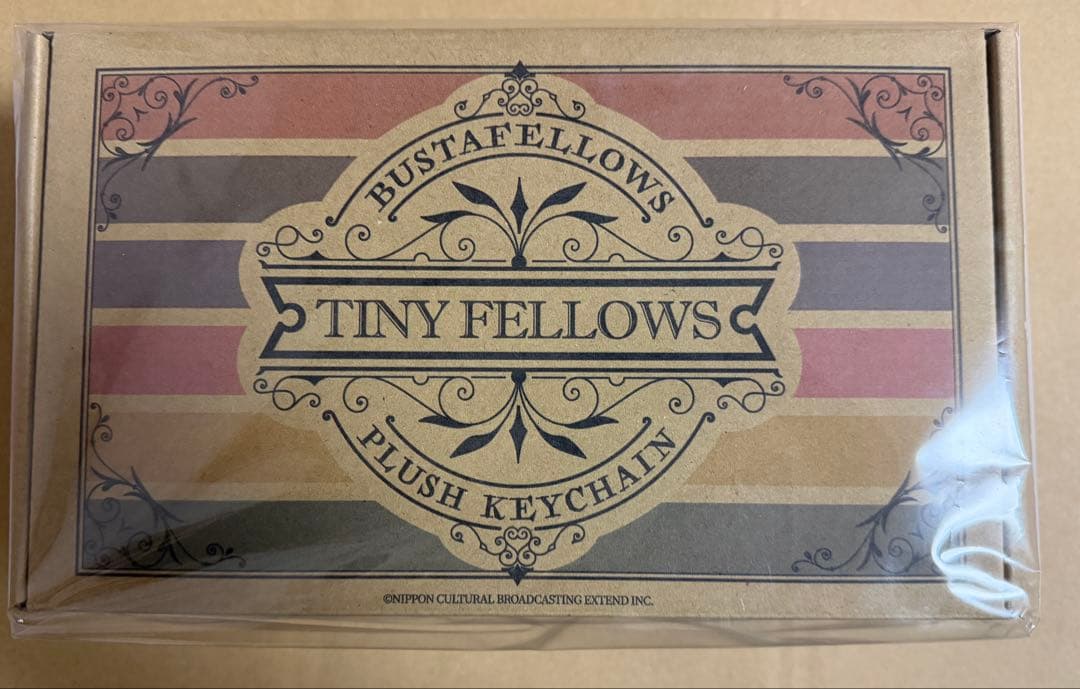 BUSTAFELLOWS
TINY FELLOWS
PLUSH KEYCHAIN
©NIPPON CULTURAL BROADCASTING EXTEND INC.